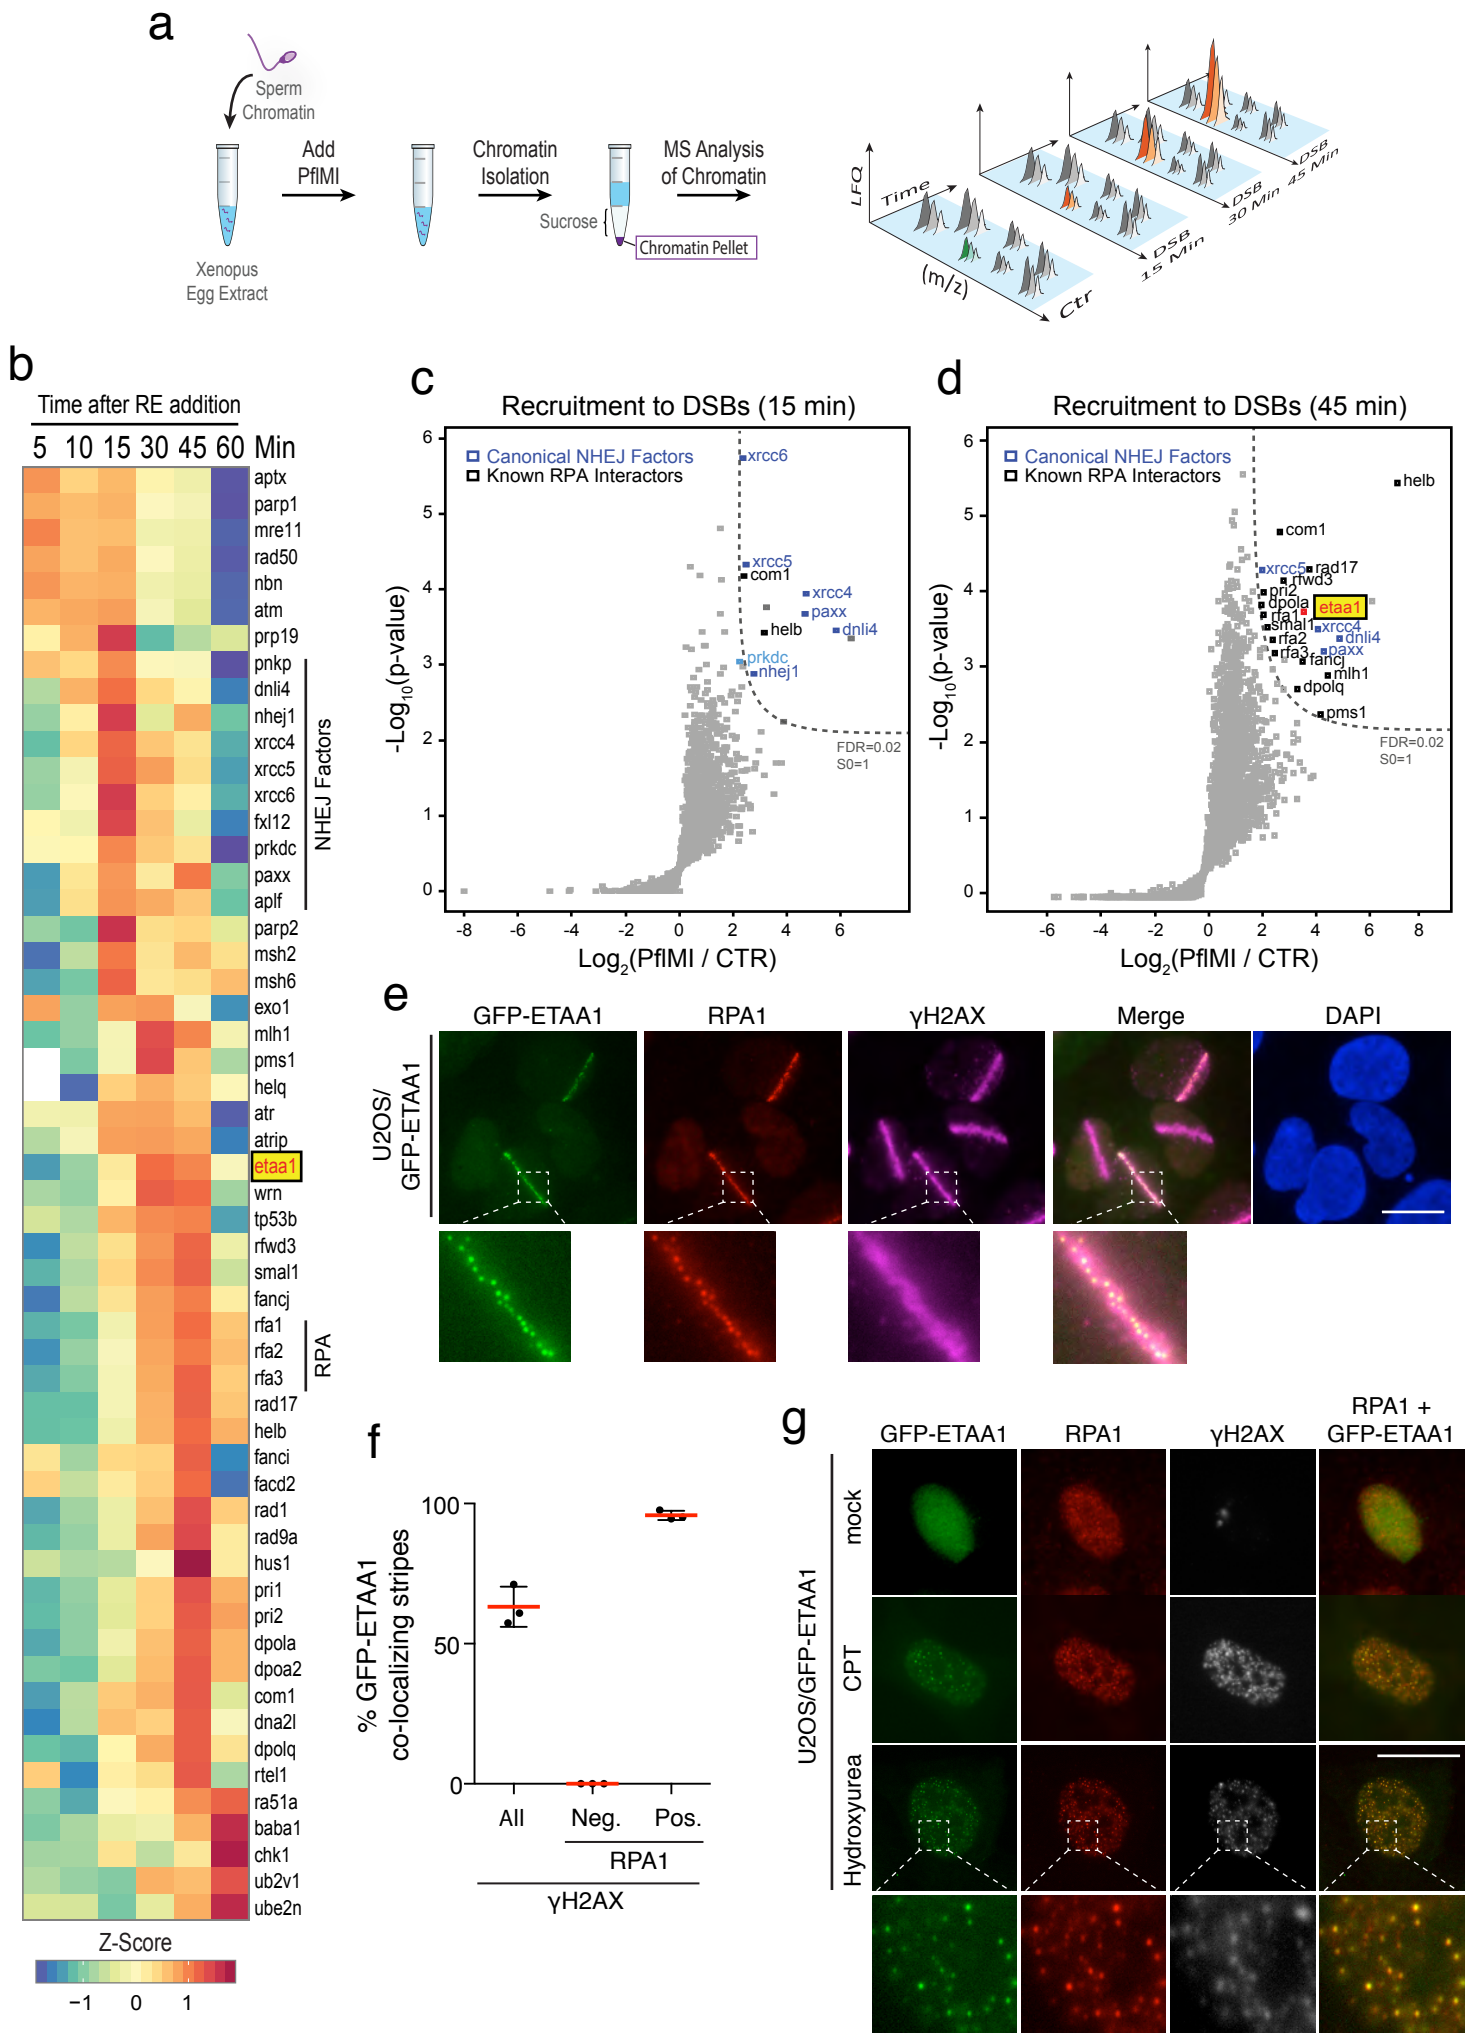 a
Sperm
Chromatin
Add
PflMI
Chromatin
Isolation
MS Analysis
of Chromatin
Sucrose
Chromatin Pellet
Xenopus
Egg Extract
LFQ
Time
(m/z)
Ctr
DSB
15 Min
DSB
30 Min
DSB
45 Min
b
Time after RE addition
5 10 15 30 45 60 Min
aptx
parp1
mre11
rad50
nbn
atm
prp19
pnkp
dnli4
nhej1
xrcc4
xrcc5
xrcc6
fxl12
prkdc
paxx
aplf
NHEJ Factors
parp2
msh2
msh6
exo1
mlh1
pms1
helq
atr
atrip
etaa1
wrn
tp53b
rfwd3
smal1
fancj
rfa1
rfa2
rfa3
RPA
rad17
helb
fanci
facd2
rad1
rad9a
hus1
pri1
pri2
dpola
dpoa2
com1
dna2l
dpolq
rtel1
ra51a
baba1
chk1
ub2v1
ube2n
Z-Score
−1 0 1
c
Recruitment to DSBs (15 min)
Canonical NHEJ Factors
Known RPA Interactors
xrcc6
xrcc5
com1
xrcc4
paxx
helb
dnli4
prkdc
nhej1
FDR=0.02
S0=1
-Log10(p-value)
6
5
4
3
2
1
0
-8 -6 -4 -2 0 2 4 6
Log2(PflMI / CTR)
d
Recruitment to DSBs (45 min)
Canonical NHEJ Factors
Known RPA Interactors
helb
com1
xrcc5
rad17
rfwd3
pri2
dpola
etaa1
rfa1
smal1
xrcc4
rfa2
dnli4
rfa3
paxx
fancj
mlh1
dpolq
pms1
FDR=0.02
S0=1
-Log10(p-value)
6
5
4
3
2
1
0
-6 -4 -2 0 2 4 6 8
Log2(PflMI / CTR)
e
GFP-ETAA1 RPA1 γH2AX Merge DAPI
U2OS/
GFP-ETAA1
f
% GFP-ETAA1
co-localizing stripes
100
50
0
All Neg. Pos.
RPA1
γH2AX
g
GFP-ETAA1 RPA1 γH2AX RPA1 +
GFP-ETAA1
U2OS/GFP-ETAA1
mock
CPT
Hydroxyurea